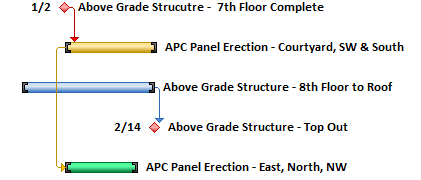 1/2 Above Grade Strucutre - 7th Floor Complete
APC Panel Erection - Courtyard, SW & South
Above Grade Structure - 8th Floor to Roof
2/14 Above Grade Structure - Top Out
APC Panel Erection - East, North, NW